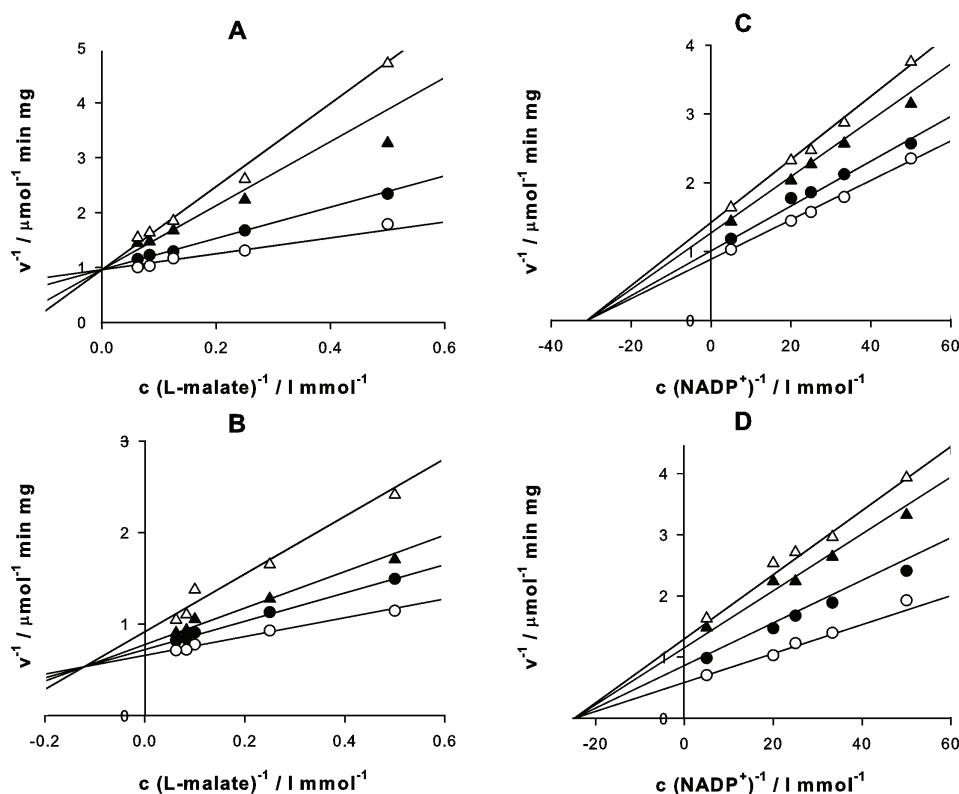 A
v⁻¹ / µmol⁻¹ min mg
5
4
3
2
1
0
0.0 0.2 0.4 0.6
c (L-malate)⁻¹ / l mmol⁻¹
C
v⁻¹ / µmol⁻¹ min mg
4
3
2
1
0
-40 -20 0 20 40 60
c (NADP⁺)⁻¹ / l mmol⁻¹
B
v⁻¹ / µmol⁻¹ min mg
3
2
1
0
-0.2 0.0 0.2 0.4 0.6
c (L-malate)⁻¹ / l mmol⁻¹
D
v⁻¹ / µmol⁻¹ min mg
4
3
2
1
0
-20 0 20 40 60
c (NADP⁺)⁻¹ / l mmol⁻¹